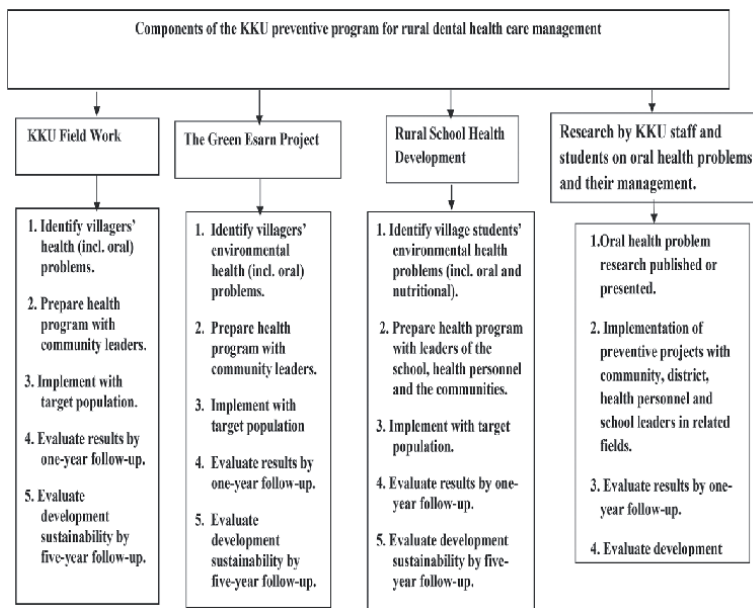 Components of the KKU preventive program for rural dental health care management
KKU Field Work
1. Identify villagers'
health (incl. oral)
problems.
2. Prepare health
program with
community leaders.
3. Implement with
target population.
4. Evaluate results by
one-year follow-up.
5. Evaluate
development
sustainability by
five-year follow-up.
The Green Esarn Project
1. Identify villagers'
environmental
health (incl. oral)
problems.
2. Prepare health
program with
community leaders.
3. Implement with
target population
4. Evaluate results by
one-year follow-up.
5. Evaluate
development
sustainability by
five-year follow-up.
Rural School Health
Development
1. Identify village students'
environmental health
problems (incl. oral and
nutritional).
2. Prepare health program
with leaders of the
school, health personnel
and the communities.
3. Implement with target
population.
4. Evaluate results by one-
year follow-up.
5. Evaluate development
sustainability by five-
year follow-up.
Research by KKU staff and
students on oral health problems
and their management.
1.Oral health problem
research published or
presented.
2. Implementation of
preventive projects with
community, district,
health personnel and
school leaders in related
fields.
3. Evaluate results by one-
year follow-up.
4. Evaluate development